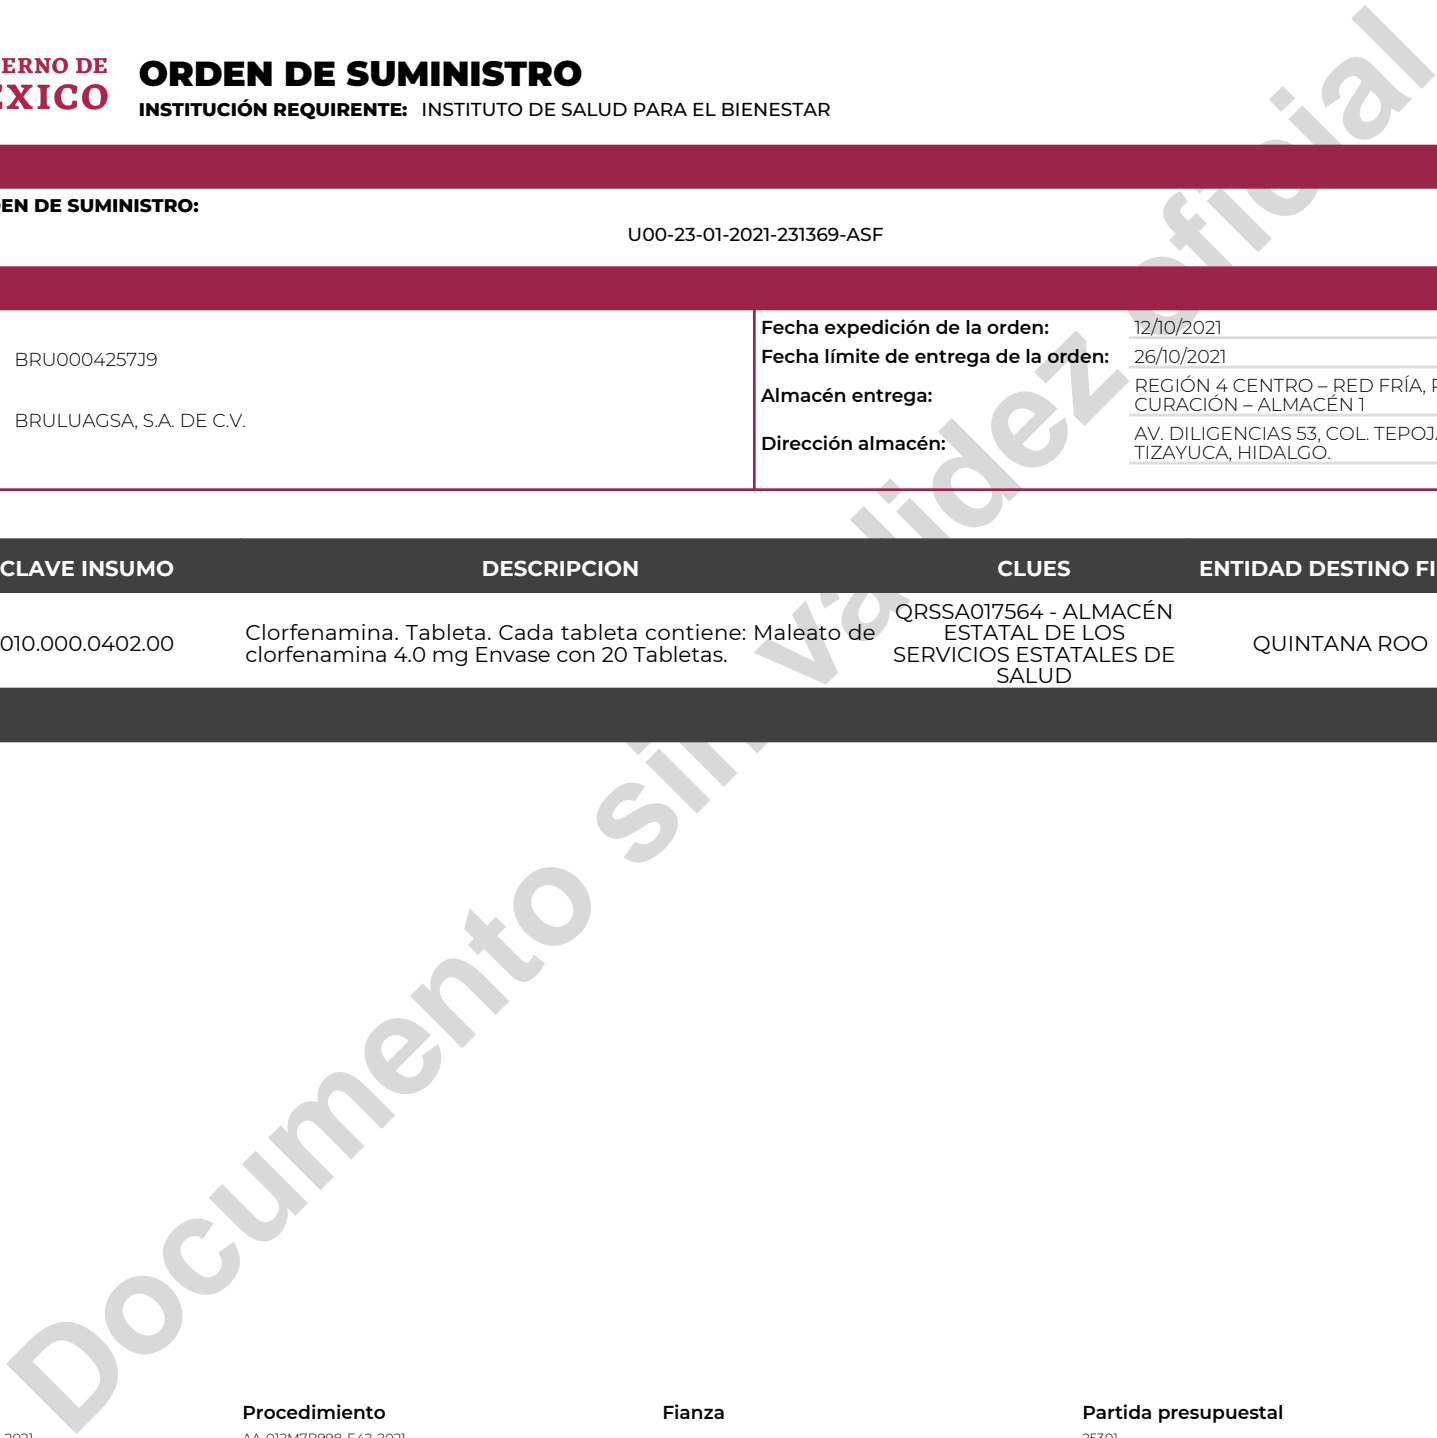 ERNO DE
EXICO
ORDEN DE SUMINISTRO
INSTITUCIÓN REQUIRENTE: INSTITUTO DE SALUD PARA EL BIENESTAR
EN DE SUMINISTRO:
U00-23-01-2021-231369-ASF
BRU0004257J9
BRULUAGSA, S.A. DE C.V.
Fecha expedición de la orden: 12/10/2021
Fecha límite de entrega de la orden: 26/10/2021
Almacén entrega: REGIÓN 4 CENTRO – RED FRÍA,
CURACIÓN – ALMACÉN 1
Dirección almacén: AV. DILIGENCIAS 53, COL. TEPOJ
TIZAYUCA, HIDALGO.
CLAVE INSUMO DESCRIPCION CLUES ENTIDAD DESTINO FI
010.000.0402.00
Clorfenamina. Tableta. Cada tableta contiene: Maleato de
clorfenamina 4.0 mg Envase con 20 Tabletas.
QRSSA017564 - ALMACÉN
ESTATAL DE LOS
SERVICIOS ESTATALES DE
SALUD
QUINTANA ROO
Documento sin validez oficial
Procedimiento Fianza Partida presupuestal